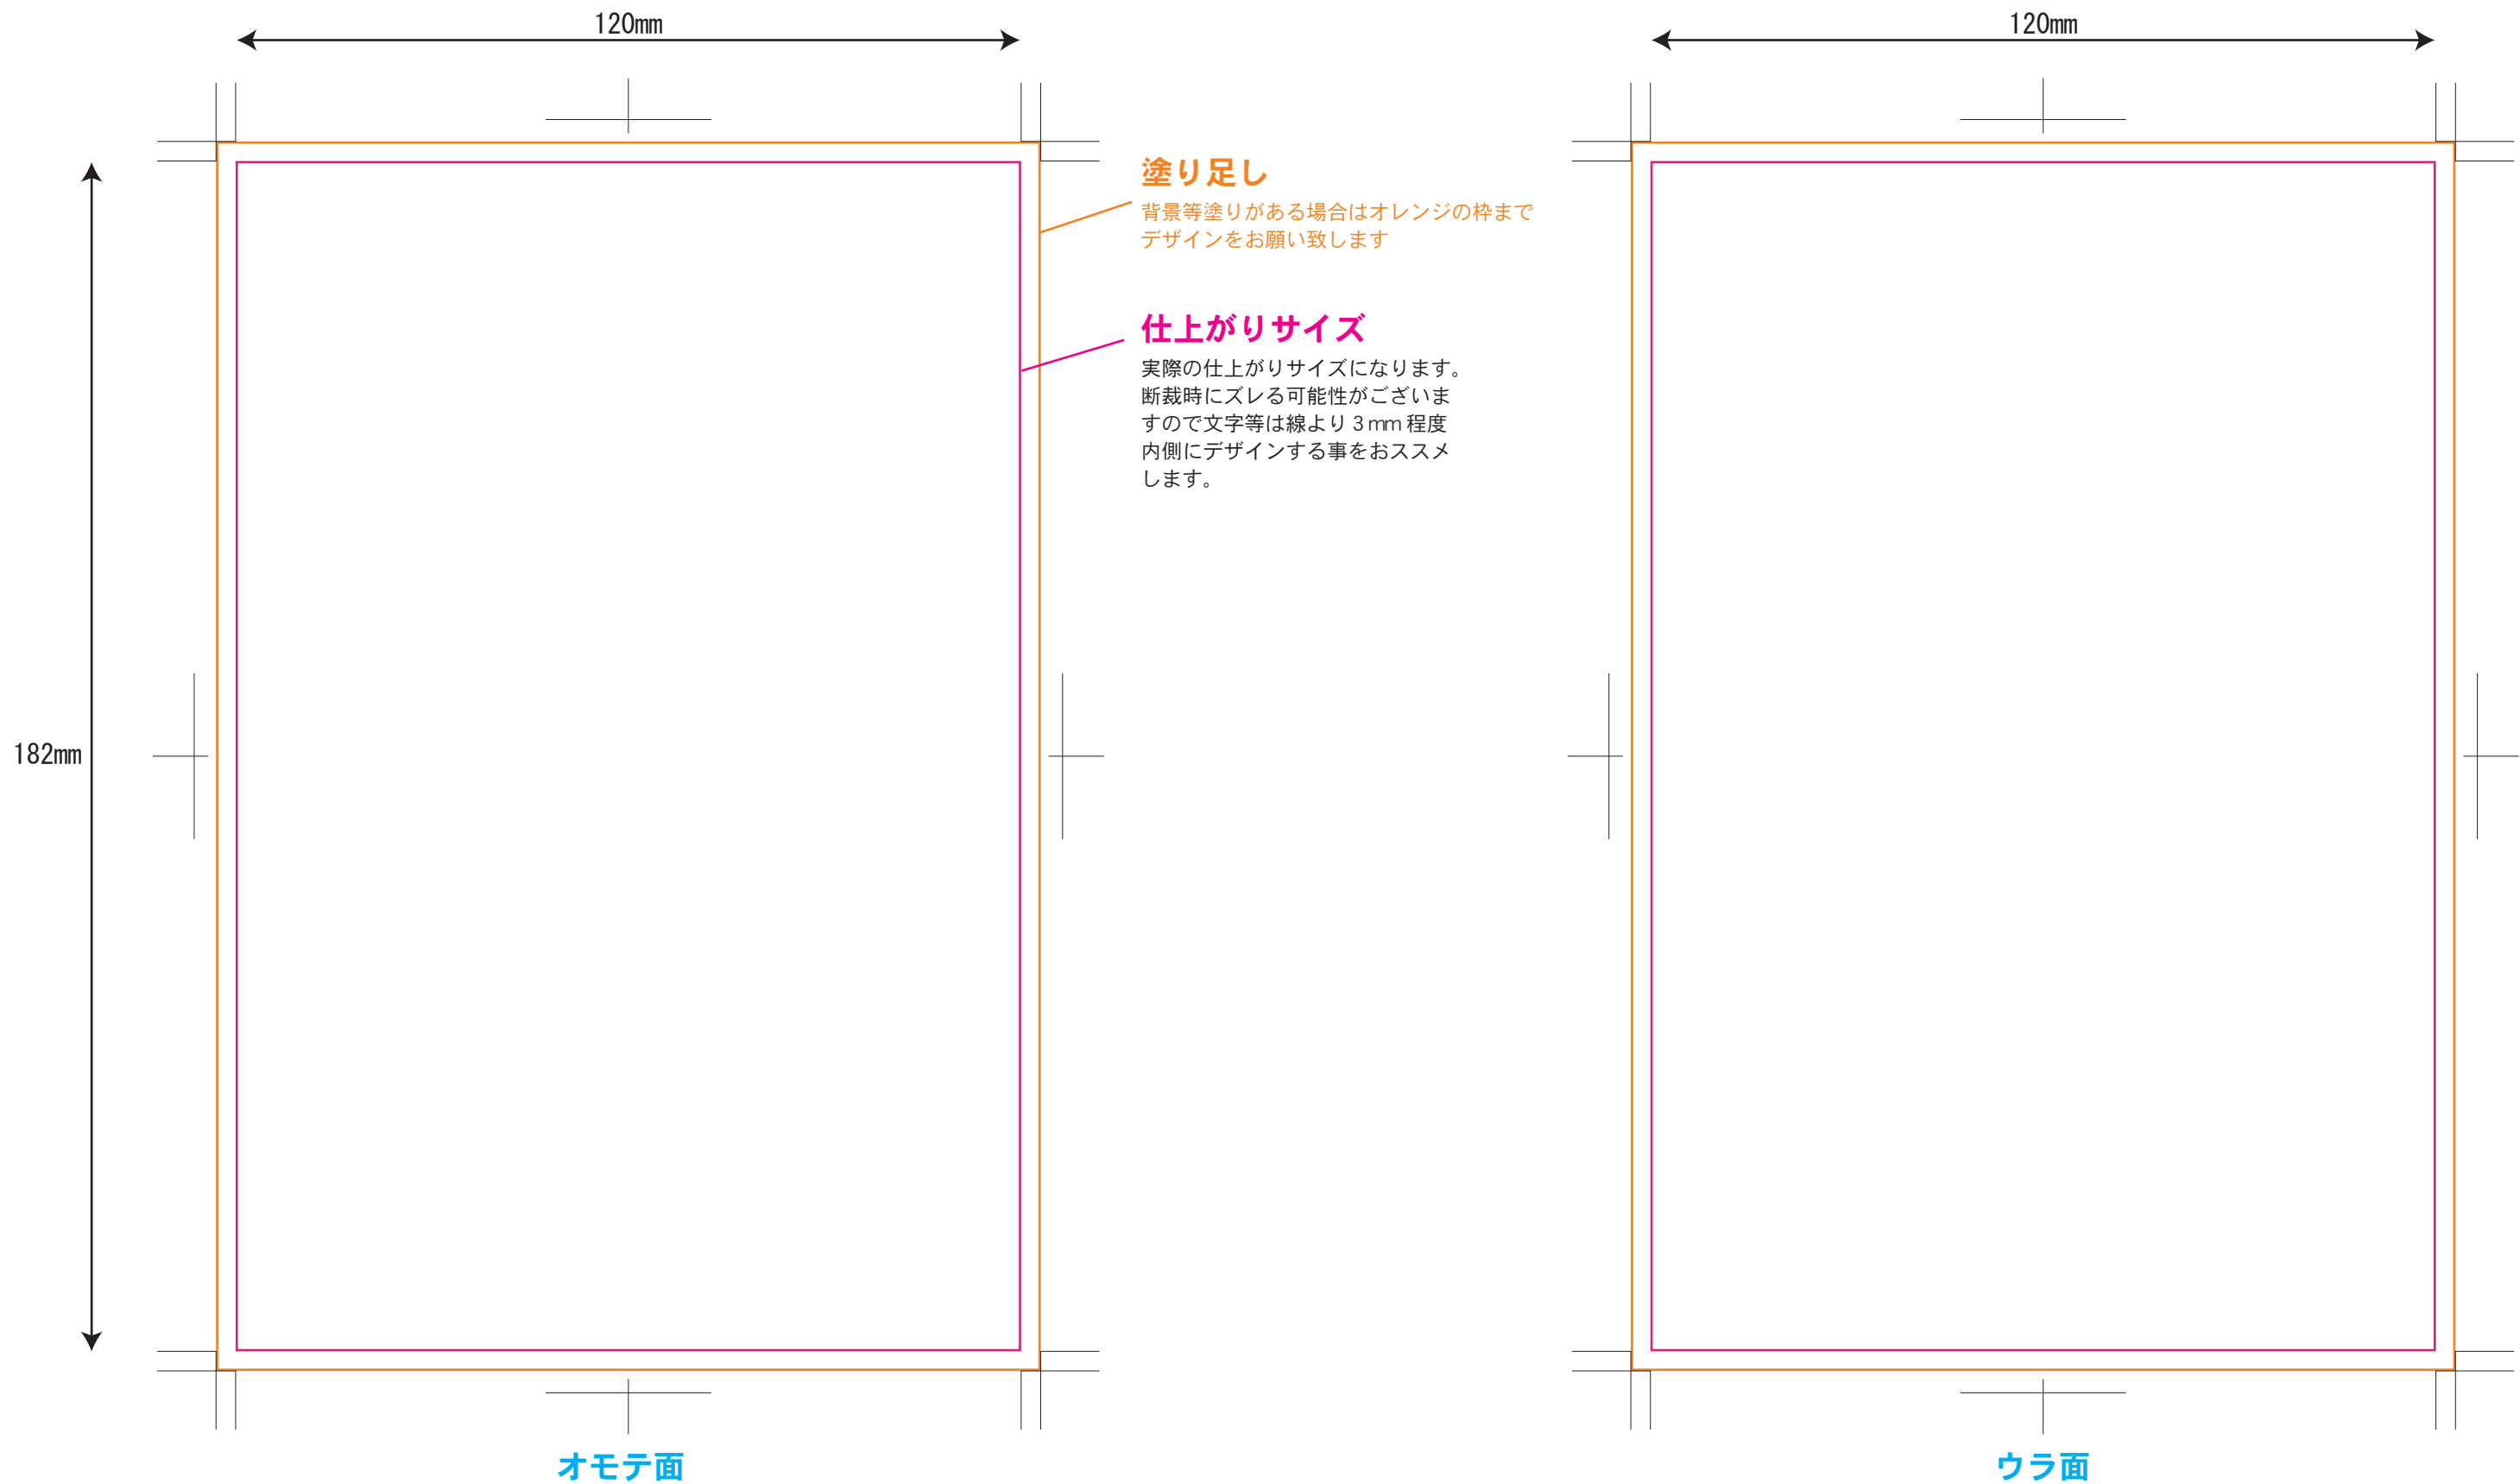 120mm
120mm
塗り足し
背景等塗りがある場合はオレンジの枠まで
デザインをお願い致します
仕上がりサイズ
実際の仕上がりサイズになります。
断裁時にズレる可能性がございま
すので文字等は線より 3 mm 程度
内側にデザインする事をおススメ
します。
182mm
オモテ面
ウラ面